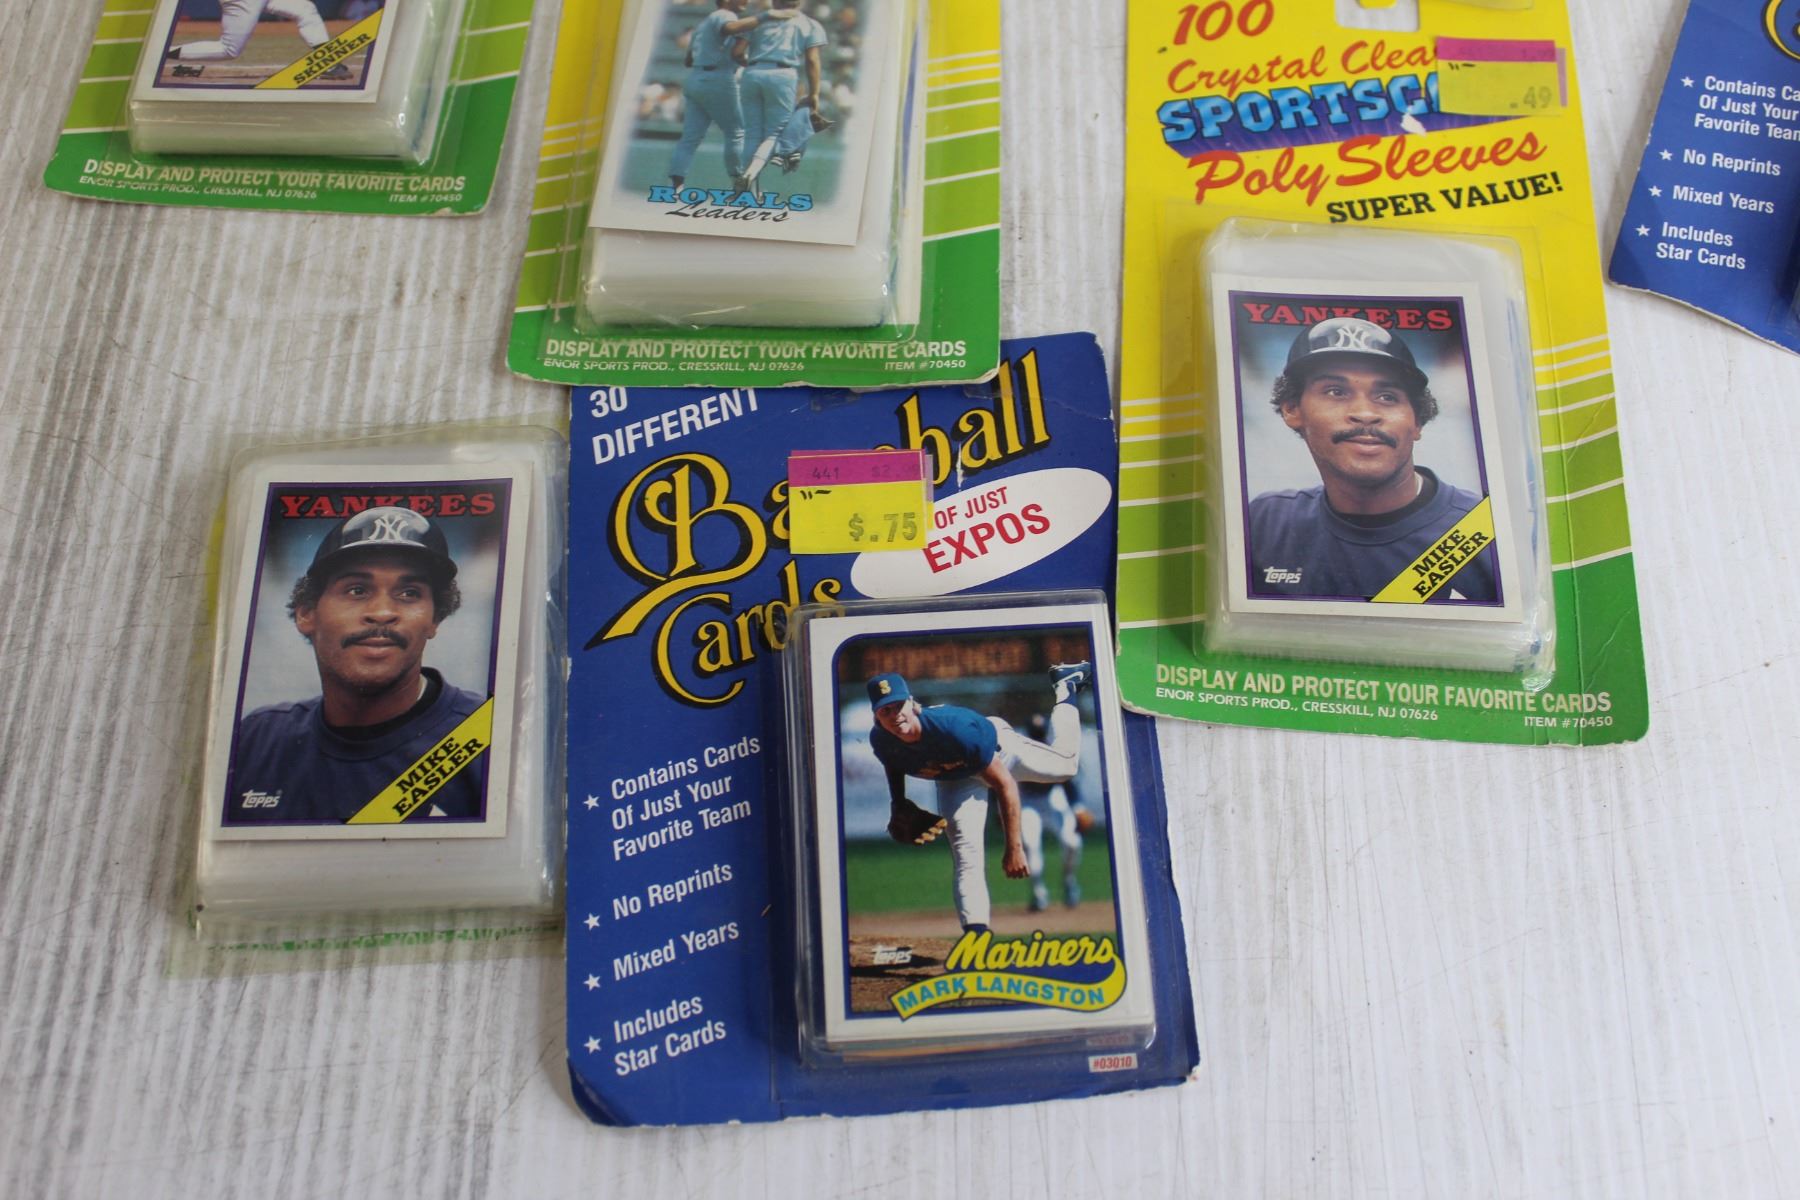 JOEL
SKINNER
Topps
DISPLAY AND PROTECT YOUR FAVORITE CARDS
ENOR SPORTS PROD., CRESSKILL, NJ 07626
ITEM #70450
ROYALS
Leaders
DISPLAY AND PROTECT YOUR FAVORITE CARDS
ENOR SPORTS PROD., CRESSKILL, NJ 07626
ITEM #70450
100
Crystal Clear
.49
Poly Sleeves
SUPER VALUE!
YANKEES
NY
topps
MIKE
EASLER
DISPLAY AND PROTECT YOUR FAVORITE CARDS
ENOR SPORTS PROD., CRESSKILL, NJ 07626
ITEM #70450
★ Contains
Of Just Your
Favorite
★ No Reprints
★ Mixed Years
★ Includes
Star Cards
YANKEES
NY
topps
MIKE
EASLER
30
DIFFERENT
Baseball
Cards
441
$.75
OF JUST
EXPOS
★ Contains Cards
Of Just Your
Favorite Team
★ No Reprints
★ Mixed Years
★ Includes
Star Cards
S
topps
Mariners
MARK LANGSTON
#03010